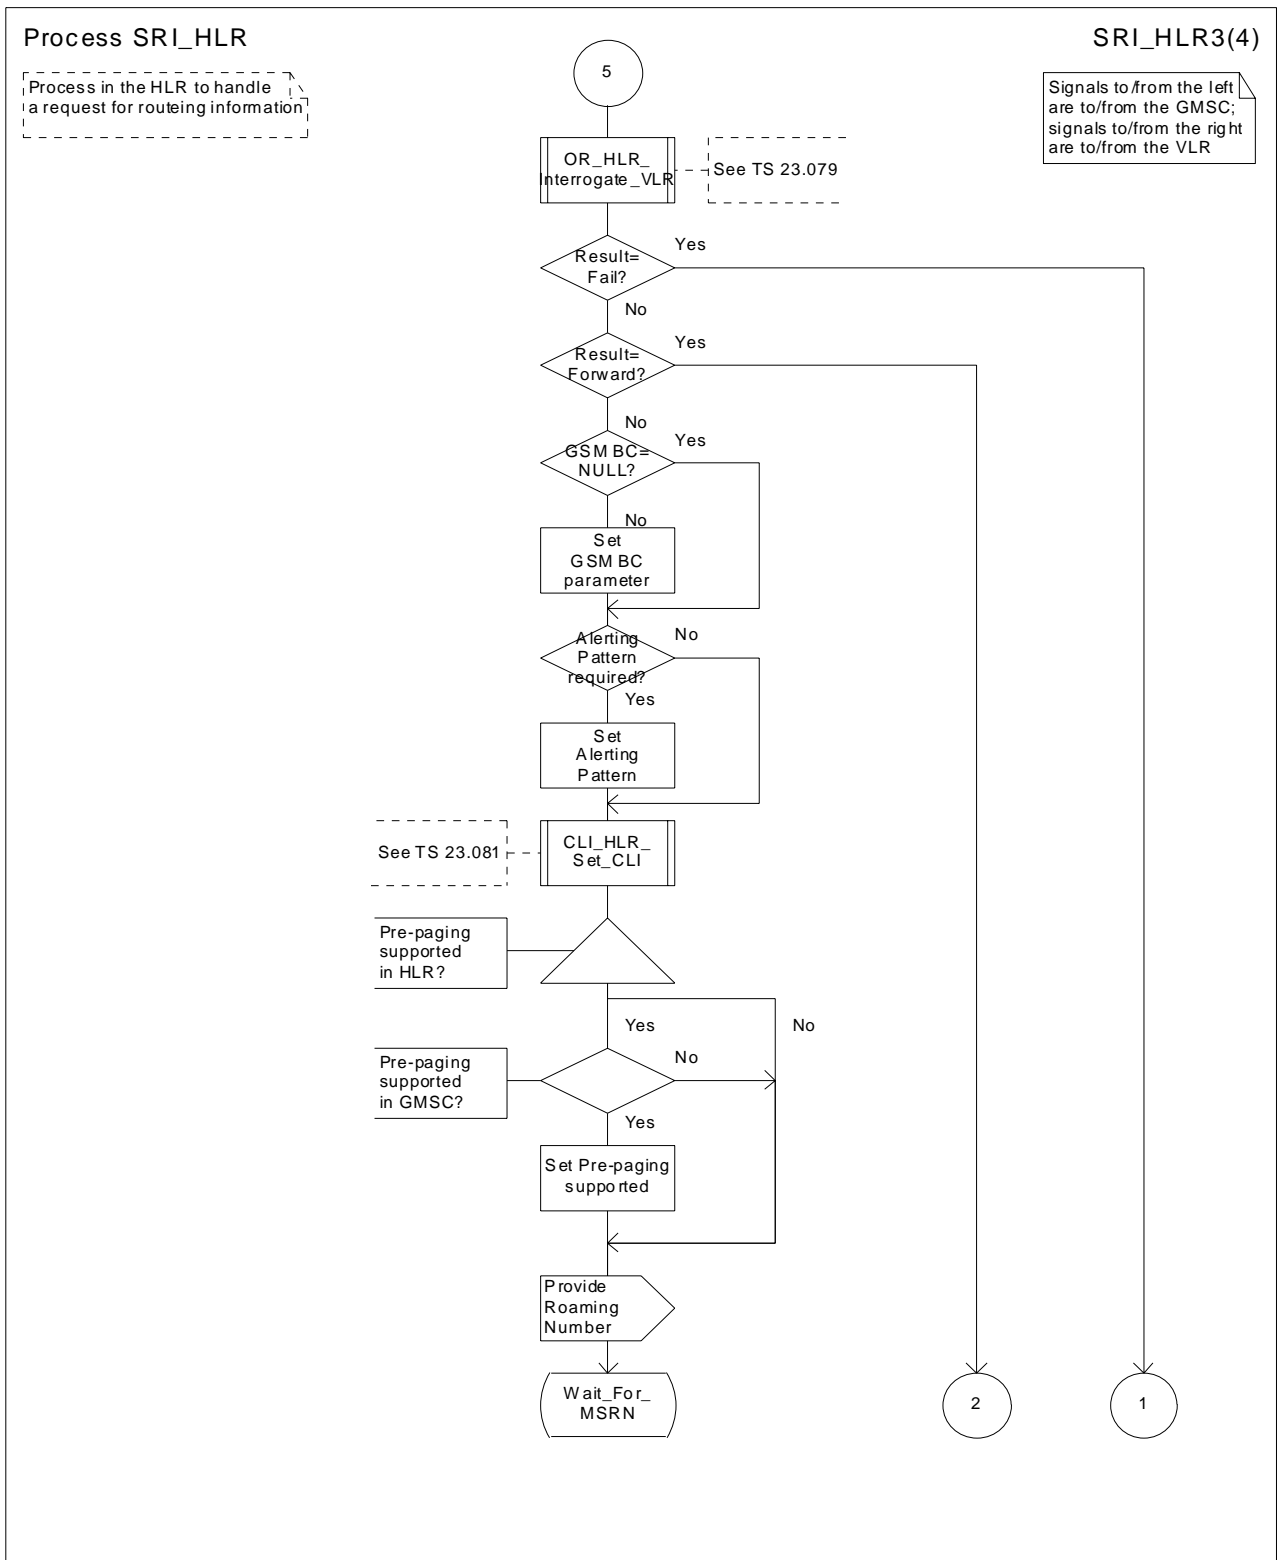 Process SRI_HLR
SRI_HLR3(4)
Process in the HLR to handle
a request for routeing information
5
Signals to/from the left
are to/from the GMSC;
signals to/from the right
are to/from the VLR
OR_HLR_
Interrogate_VLR
See TS 23.079
Result=
Fail?
Yes
No
Result=
Forward?
Yes
No
GSM BC=
NULL?
Yes
No
Set
GSM BC
parameter
Alerting
Pattern
required?
No
Yes
Set
Alerting
Pattern
See TS 23.081
CLI_HLR_
Set_CLI
Pre-paging
supported
in HLR?
Yes
No
Pre-paging
supported
in GMSC?
No
Yes
Set Pre-paging
supported
Provide
Roaming
Number
Wait_For_
MSRN
2
1